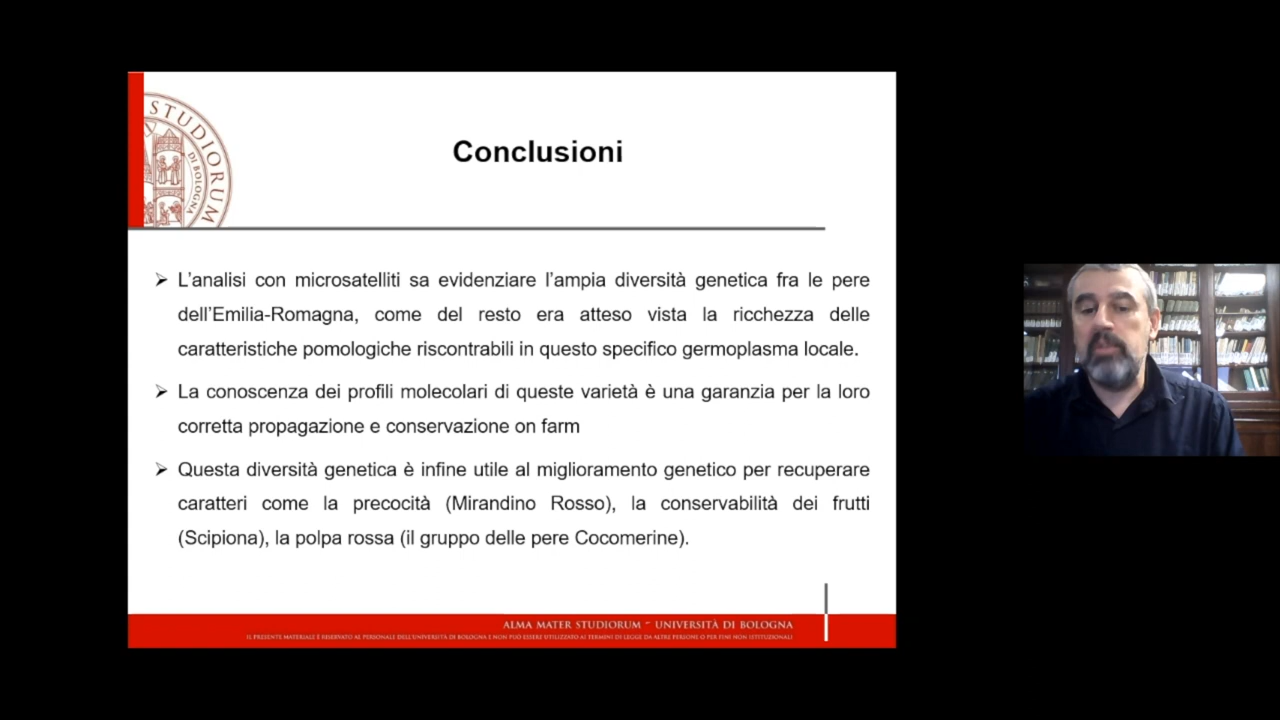 STUDIORUM
DI BOLOGNA
Conclusioni
➢ L’analisi con microsatelliti sa evidenziare l’ampia diversità genetica fra le pere
dell’Emilia-Romagna, come del resto era atteso vista la ricchezza delle
caratteristiche pomologiche riscontrabili in questo specifico germoplasma locale.
➢ La conoscenza dei profili molecolari di queste varietà è una garanzia per la loro
corretta propagazione e conservazione on farm
➢ Questa diversità genetica è infine utile al miglioramento genetico per recuperare
caratteri come la precocità (Mirandino Rosso), la conservabilità dei frutti
(Scipiona), la polpa rossa (il gruppo delle pere Cocomerine).
ALMA MATER STUDIORUM ~ UNIVERSITÀ DI BOLOGNA
IL PRESENTE MATERIALE È RISERVATO AL PERSONALE DELL’UNIVERSITÀ DI BOLOGNA E NON PUÒ ESSERE UTILIZZATO AI TERMINI DI LEGGE DA ALTRE PERSONE O PER FINI NON ISTITUZIONALI